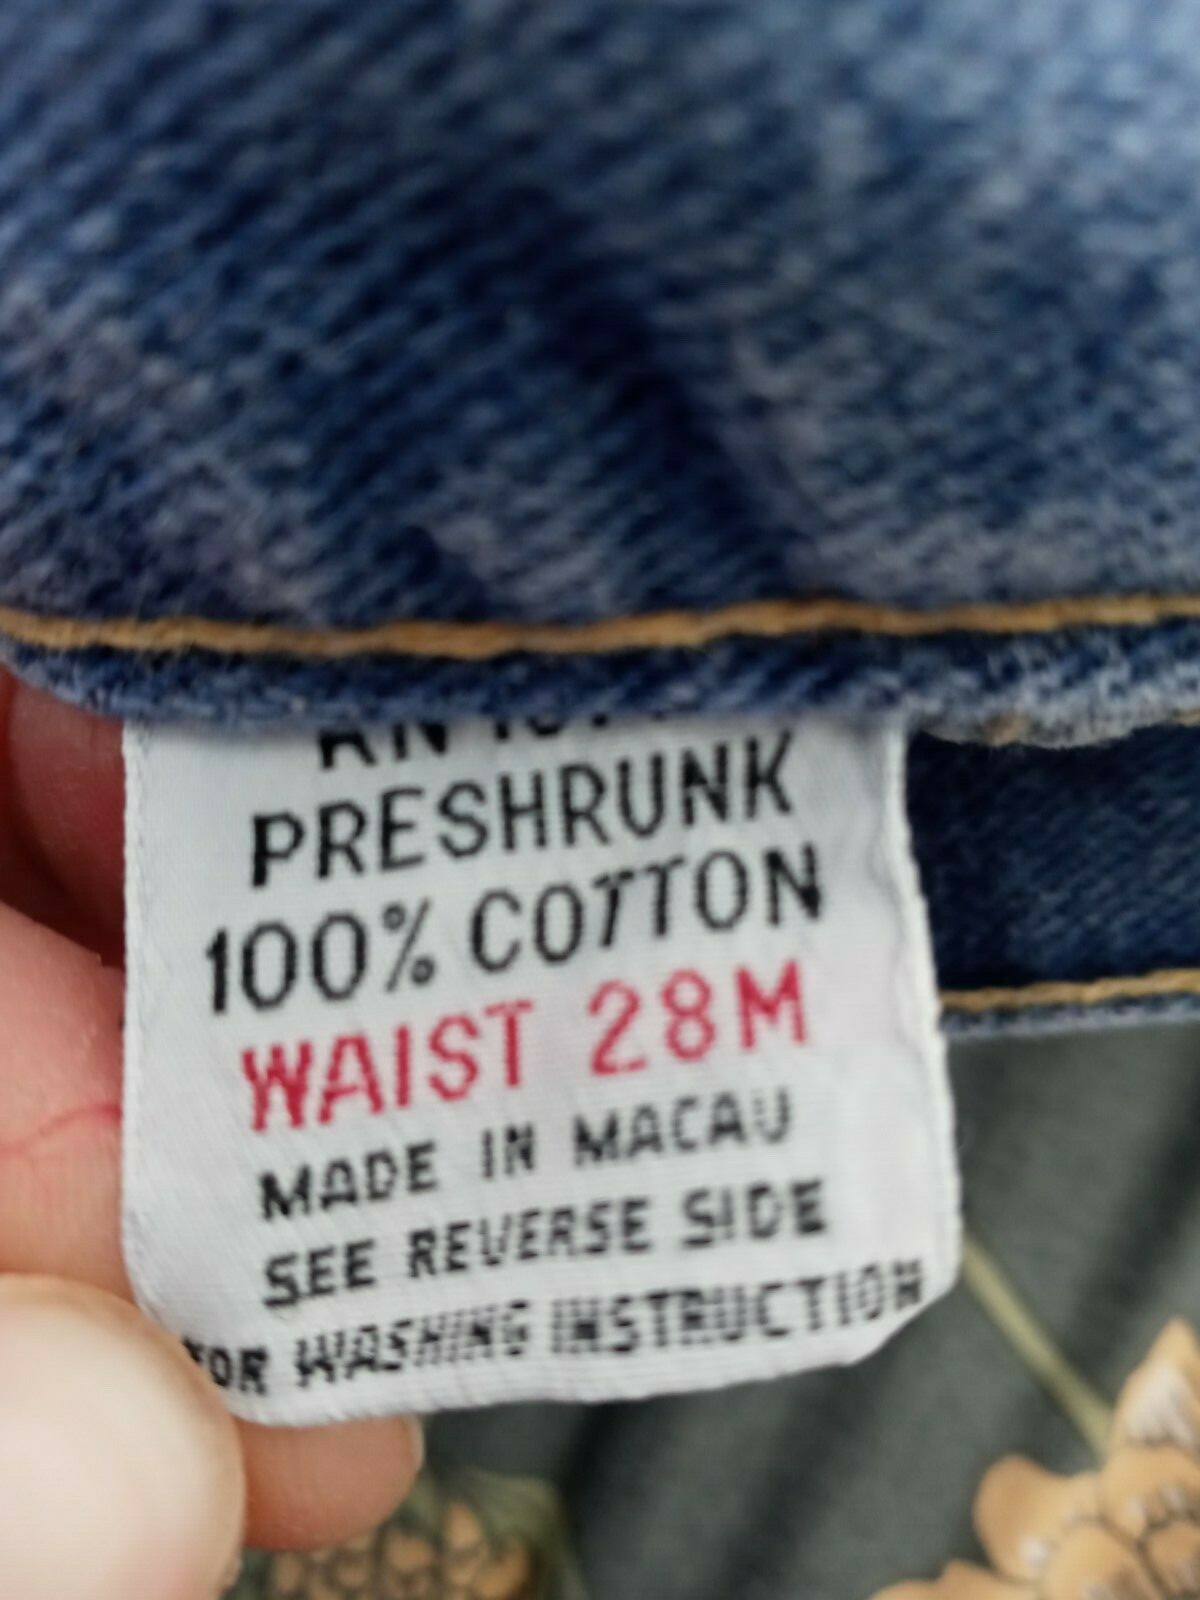 PRESHRUNK
100% COTTON
WAIST 28M
MADE IN MACAU
SEE REVERSE SIDE
FOR WASHING INSTRUCTION